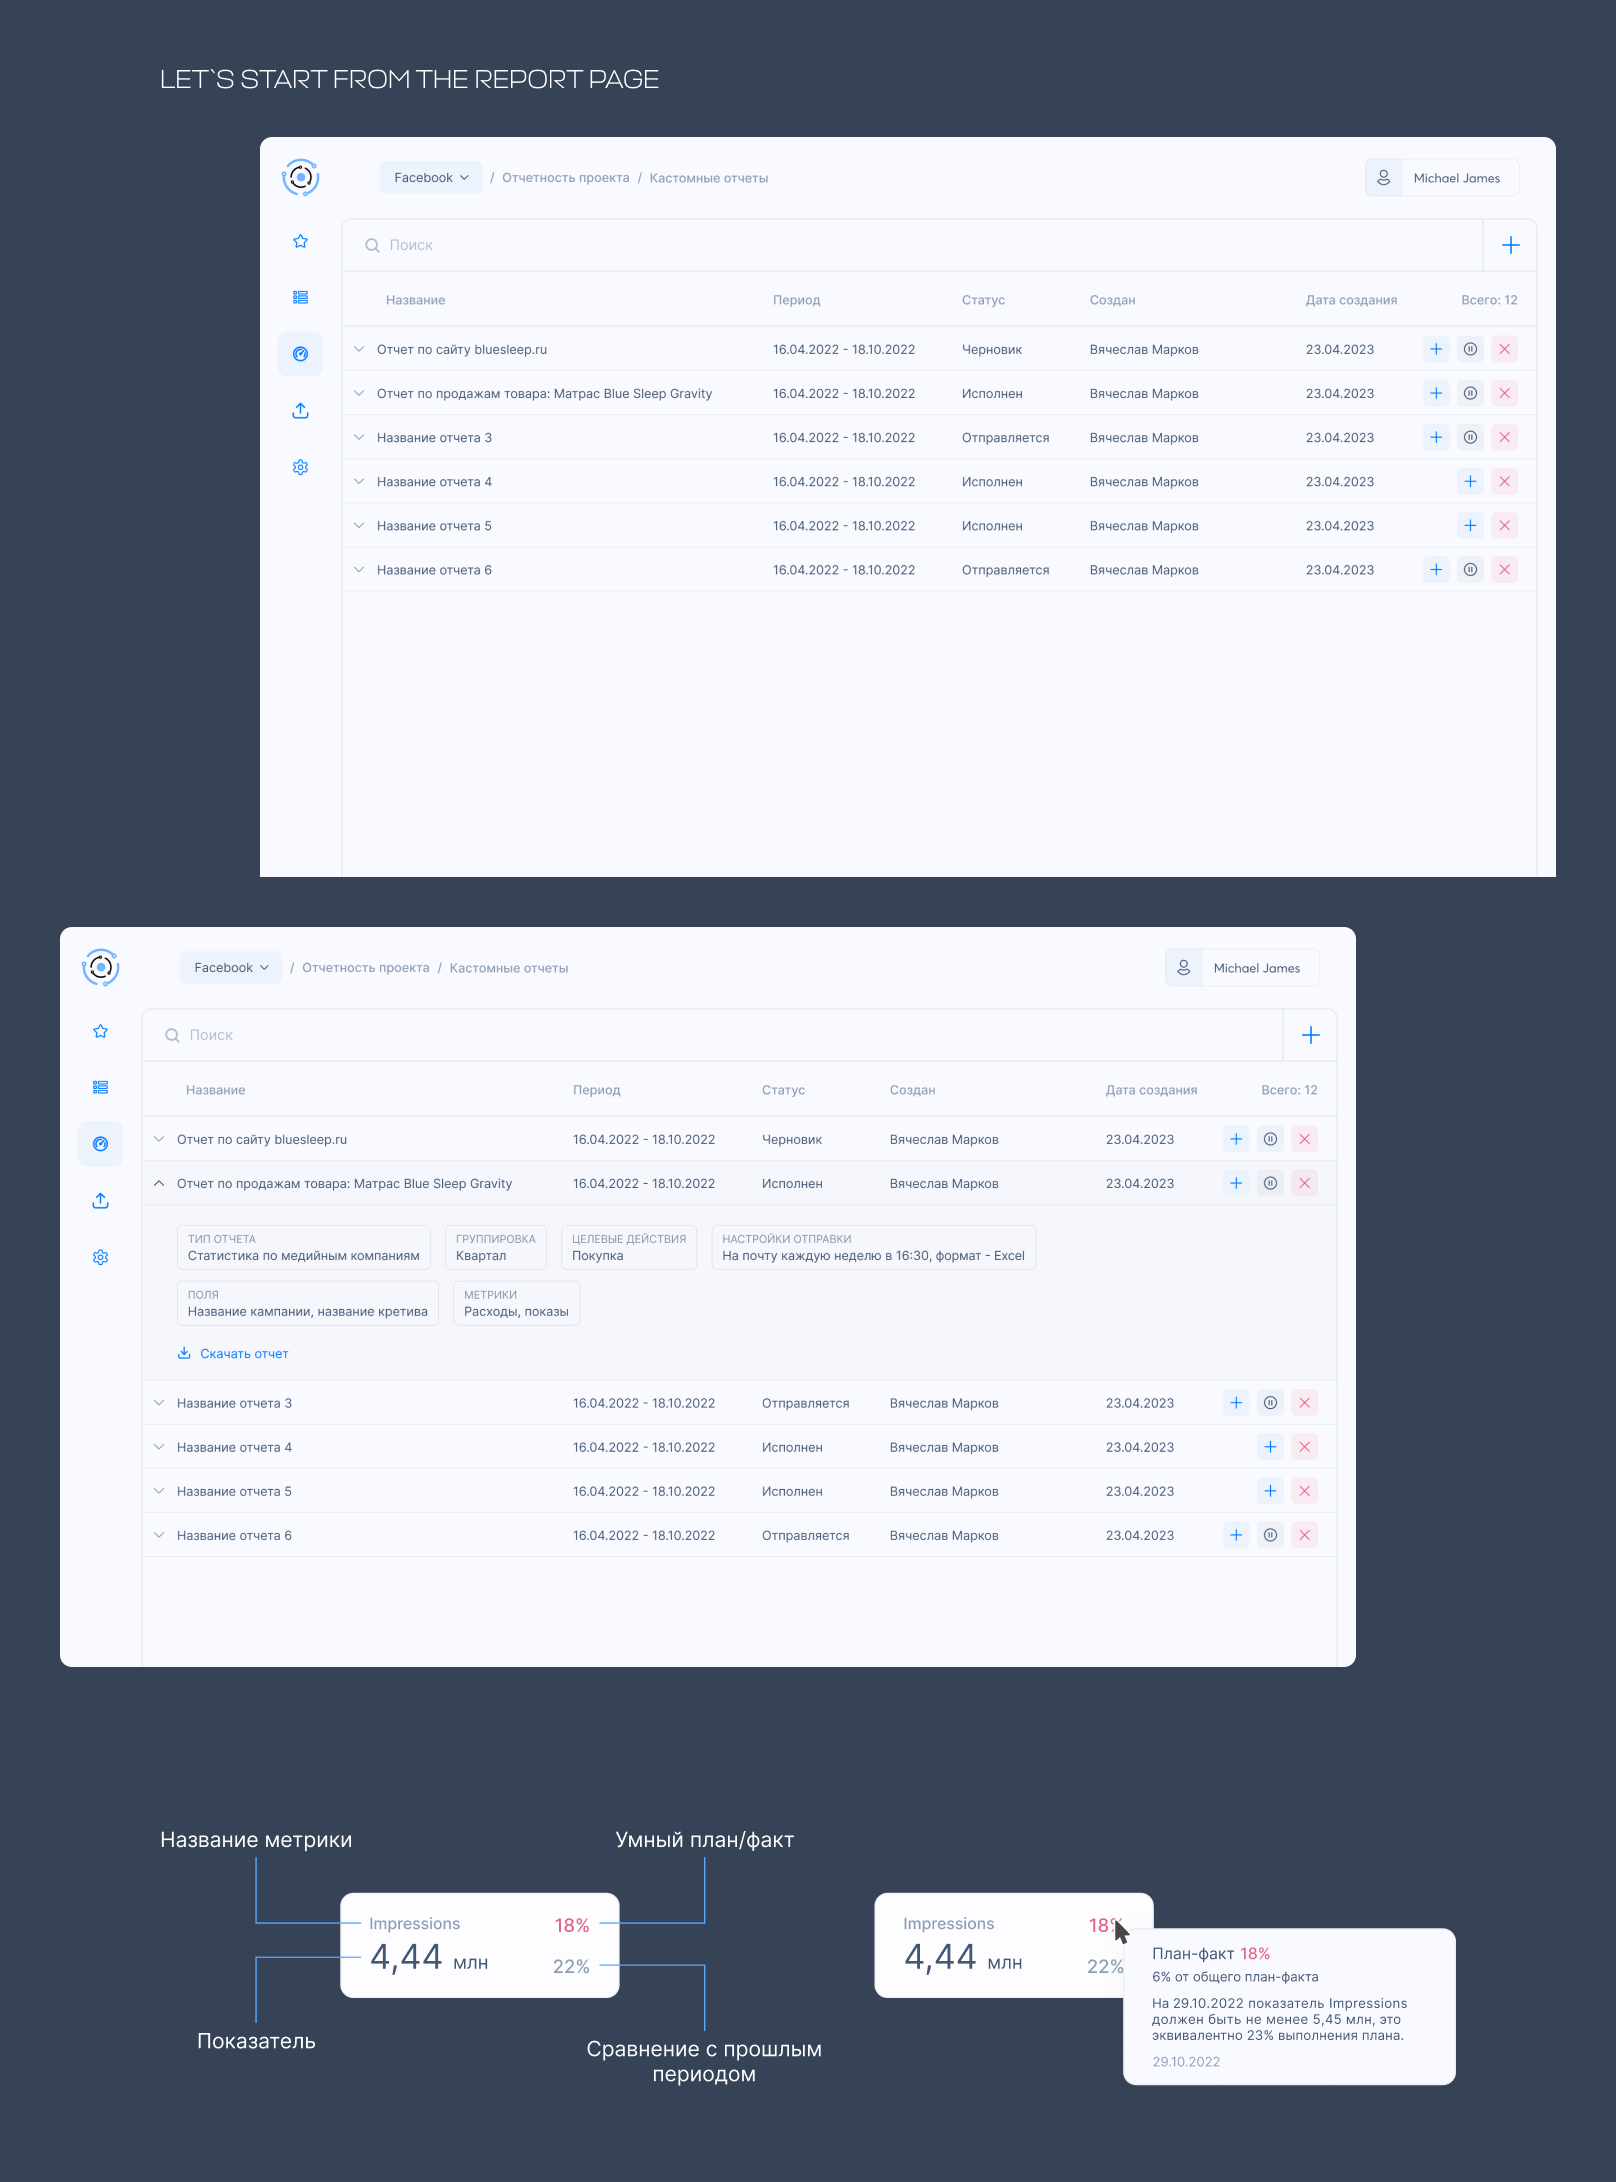 LET`S START FROM THE REPORT PAGE
Facebook / Отчетность проекта / Кастомные отчеты
Michael James
Поиск
Название Период Статус Создан Дата создания Всего: 12
Отчет по сайту bluesleep.ru 16.04.2022 - 18.10.2022 Черновик Вячеслав Марков 23.04.2023
Отчет по продажам товара: Матрас Blue Sleep Gravity 16.04.2022 - 18.10.2022 Исполнен Вячеслав Марков 23.04.2023
Название отчета 3 16.04.2022 - 18.10.2022 Отправляется Вячеслав Марков 23.04.2023
Название отчета 4 16.04.2022 - 18.10.2022 Исполнен Вячеслав Марков 23.04.2023
Название отчета 5 16.04.2022 - 18.10.2022 Исполнен Вячеслав Марков 23.04.2023
Название отчета 6 16.04.2022 - 18.10.2022 Отправляется Вячеслав Марков 23.04.2023
Facebook / Отчетность проекта / Кастомные отчеты
Michael James
Поиск
Название Период Статус Создан Дата создания Всего: 12
Отчет по сайту bluesleep.ru 16.04.2022 - 18.10.2022 Черновик Вячеслав Марков 23.04.2023
Отчет по продажам товара: Матрас Blue Sleep Gravity 16.04.2022 - 18.10.2022 Исполнен Вячеслав Марков 23.04.2023
ТИП ОТЧЕТА ГРУППИРОВКА ЦЕЛЕВЫЕ ДЕЙСТВИЯ НАСТРОЙКИ ОТПРАВКИ
Статистика по медийным компаниям Квартал Покупка На почту каждую неделю в 16:30, формат - Excel
ПОЛЯ МЕТРИКИ
Название кампании, название кретива Расходы, показы
Скачать отчет
Название отчета 3 16.04.2022 - 18.10.2022 Отправляется Вячеслав Марков 23.04.2023
Название отчета 4 16.04.2022 - 18.10.2022 Исполнен Вячеслав Марков 23.04.2023
Название отчета 5 16.04.2022 - 18.10.2022 Исполнен Вячеслав Марков 23.04.2023
Название отчета 6 16.04.2022 - 18.10.2022 Отправляется Вячеслав Марков 23.04.2023
Название метрики
Умный план/факт
Impressions 18%
4,44 млн 22%
Показатель
Сравнение с прошлым
периодом
Impressions 18%
4,44 млн 22%
План-факт 18%
6% от общего план-факта
На 29.10.2022 показатель Impressions
должен быть не менее 5,45 млн, это
эквивалентно 23% выполнения плана.
29.10.2022